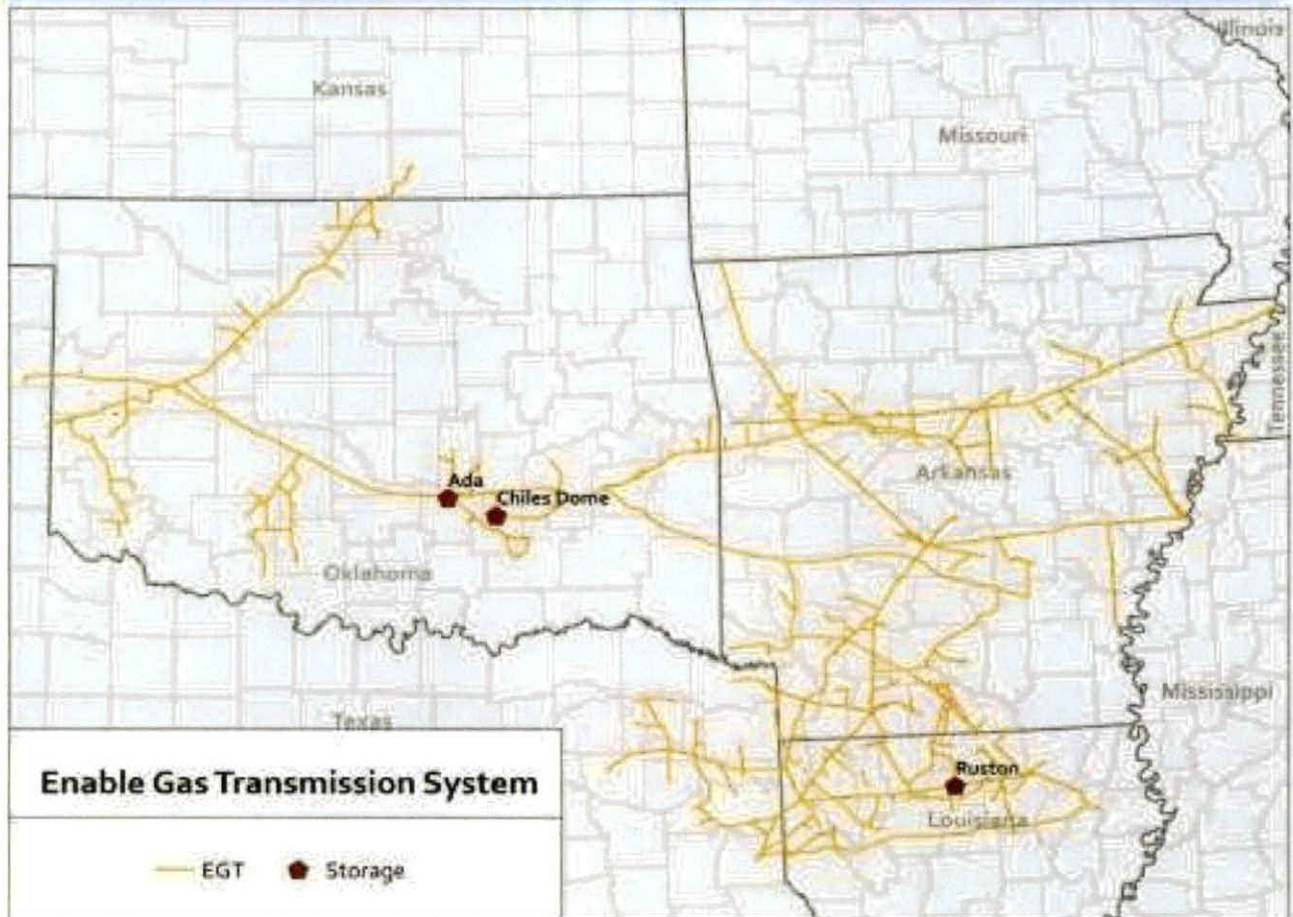 Illinois
Kansas
Missouri
Tennessee
Ada
Chiles Dome
Arkansas
Oklahoma
Mississippi
Texas
Ruston
Louisiana
Enable Gas Transmission System
EGT
Storage